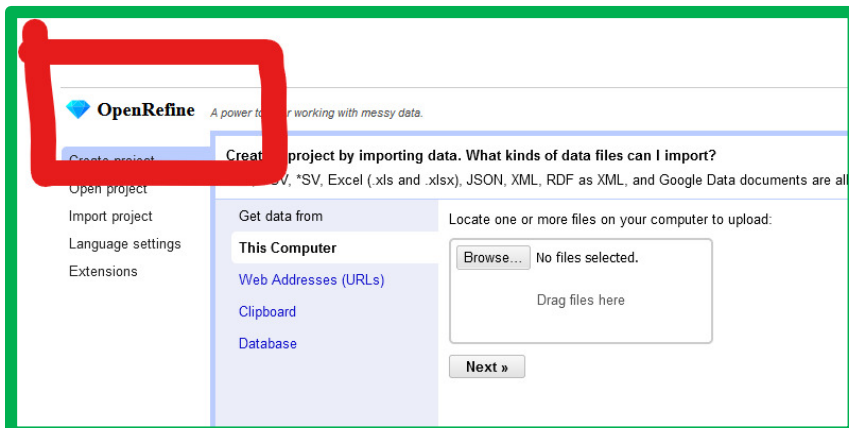 OpenRefine
A power working with messy data.
Create project
Open project
Import project
Language settings
Extensions
Create project by importing data. What kinds of data files can I import?
*SV, Excel (.xls and .xlsx), JSON, XML, RDF as XML, and Google Data documents are all
Get data from
This Computer
Web Addresses (URLs)
Clipboard
Database
Locate one or more files on your computer to upload:
Browse... No files selected.
Drag files here
Next »